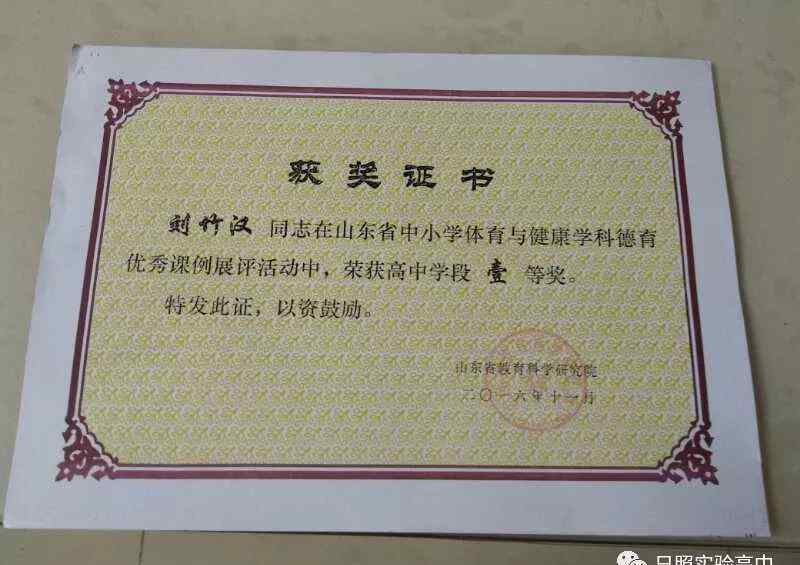 获奖证书
刘竹汉 同志在山东省中小学体育与健康学科德育
优秀课例展评活动中，荣获高中学段 壹 等奖。
特发此证，以资鼓励。
山东省教育科学研究院
二〇一六年十一月
日照实验高中